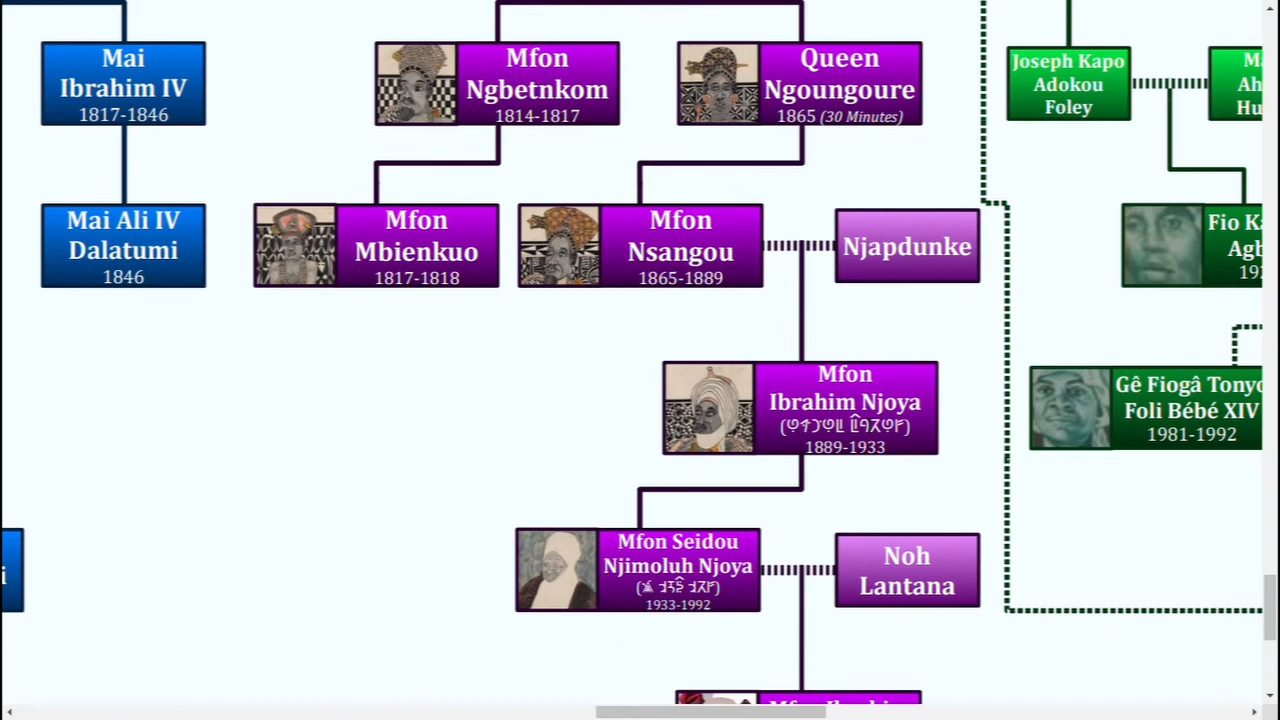 Mai
Ibrahim IV
1817-1846
Mfon
Ngbetnkom
1814-1817
Queen
Ngoungoure
1865 (30 Minutes)
Joseph Kapo
Adokou
Foley
Mai Ali IV
Dalatumi
1846
Mfon
Mbienkuo
1817-1818
Mfon
Nsangou
1865-1889
Njapdunke
Fio
Mfon
Ibrahim Njoya
1889-1933
Gê Fiogâ
Foli Bébé XIV
1981-1992
Mfon Seidou
Njimoluh Njoya
1933-1992
Noh
Lantana